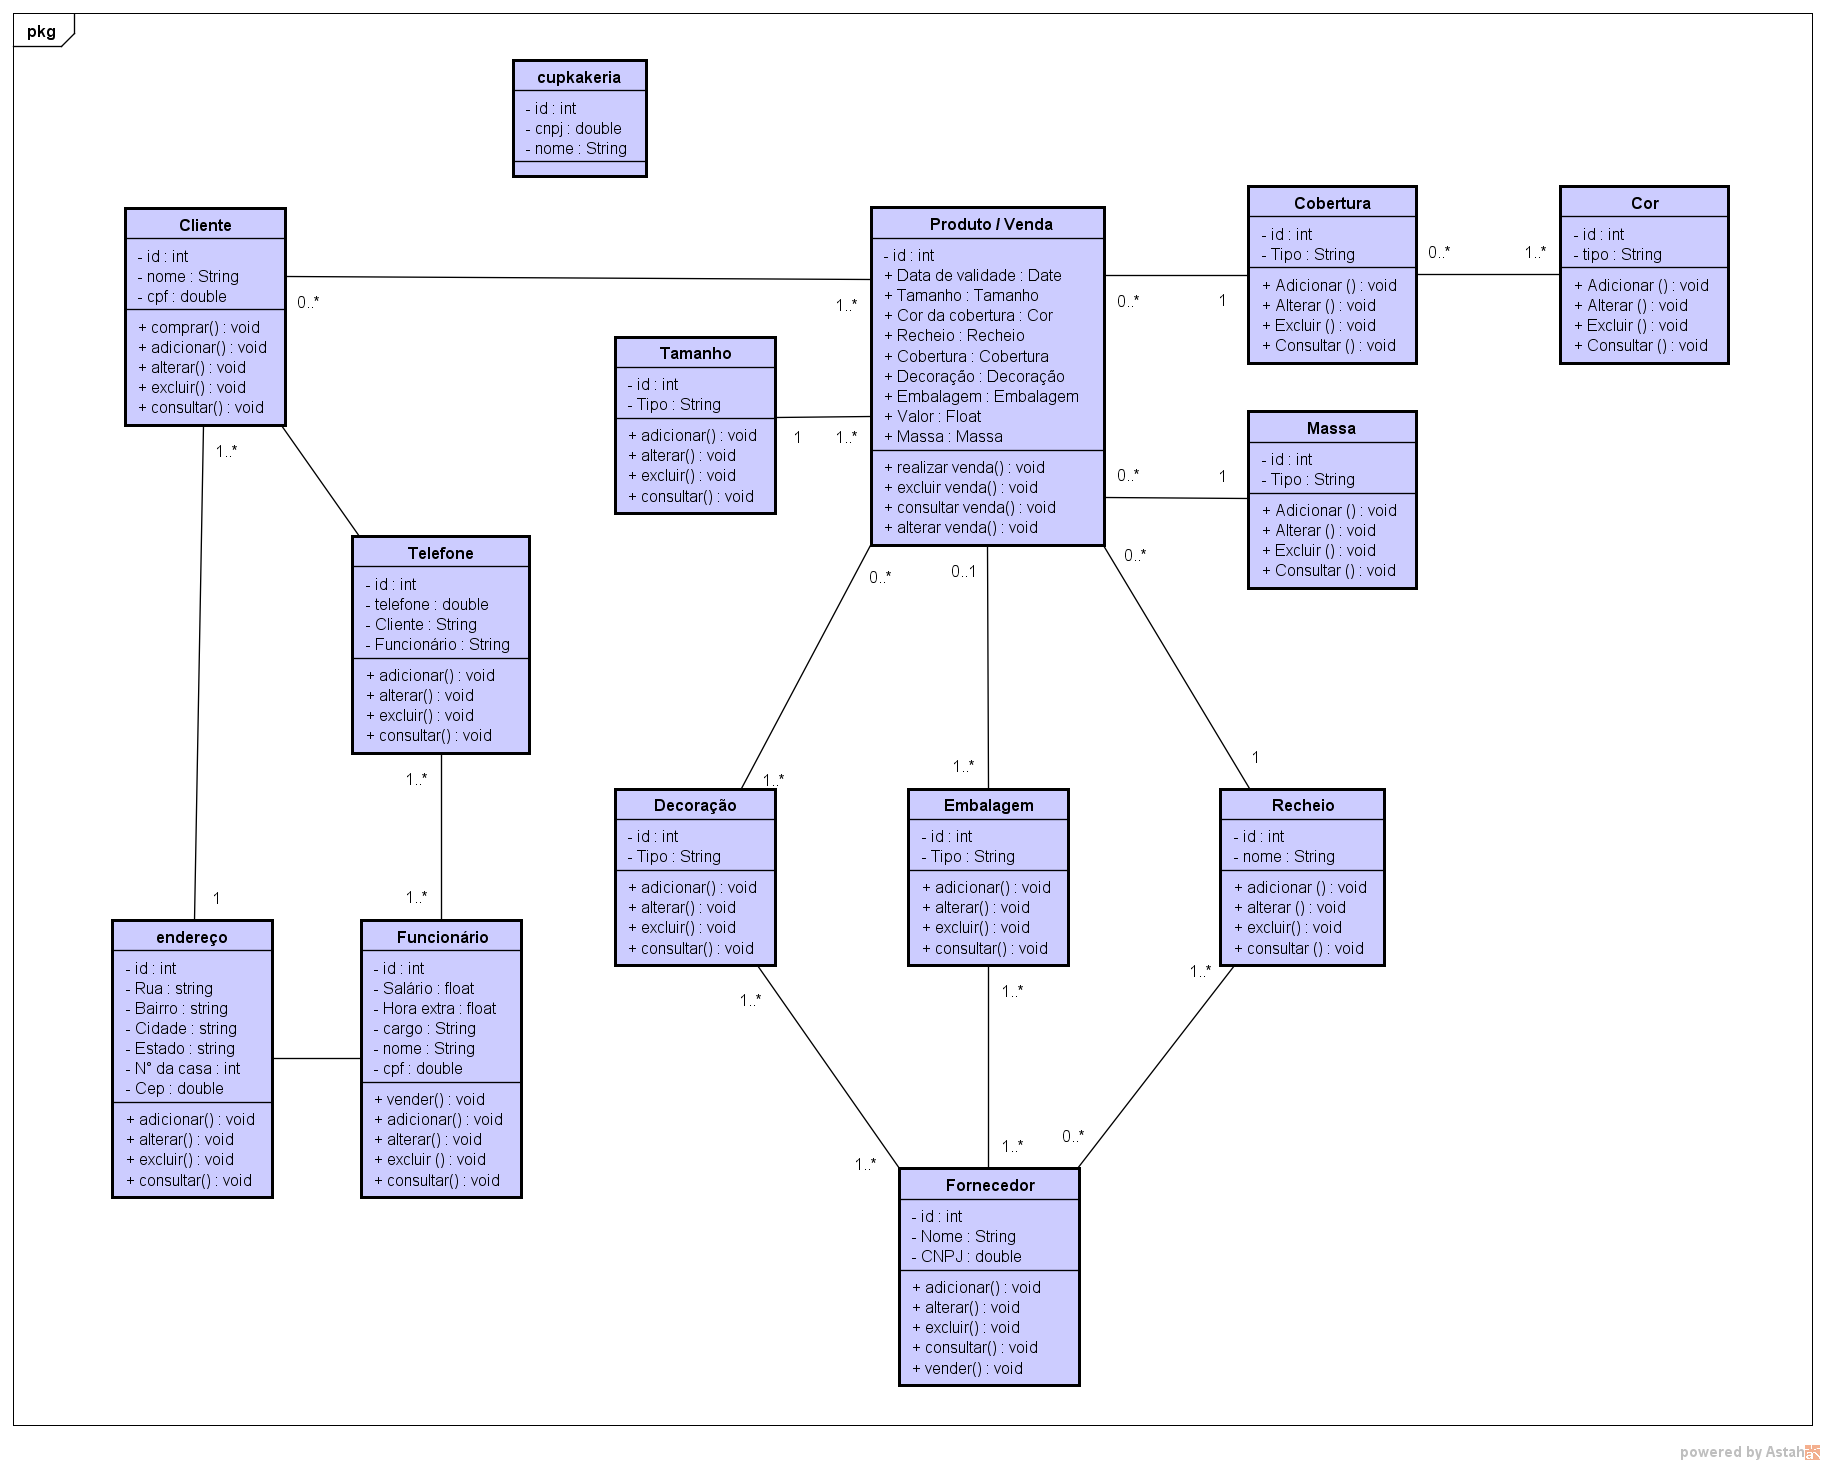 pkg
cupkakeria
- id : int
- cnpj : double
- nome : String
Cliente
- id : int
- nome : String
- cpf : double
+ comprar() : void
+ adicionar() : void
+ alterar() : void
+ excluir() : void
+ consultar() : void
0..*
1..*
1..*
Produto / Venda
- id : int
+ Data de validade : Date
+ Tamanho : Tamanho
+ Cor da cobertura : Cor
+ Recheio : Recheio
+ Cobertura : Cobertura
+ Decoração : Decoração
+ Embalagem : Embalagem
+ Valor : Float
+ Massa : Massa
+ realizar venda() : void
+ excluir venda() : void
+ consultar venda() : void
+ alterar venda() : void
0..*
1
Cobertura
- id : int
- Tipo : String
+ Adicionar () : void
+ Alterar () : void
+ Excluir () : void
+ Consultar () : void
0..*
1..*
Cor
- id : int
- tipo : String
+ Adicionar () : void
+ Alterar () : void
+ Excluir () : void
+ Consultar () : void
Tamanho
- id : int
- Tipo : String
+ adicionar() : void
+ alterar() : void
+ excluir() : void
+ consultar() : void
1
1..*
0..*
1
Massa
- id : int
- Tipo : String
+ Adicionar () : void
+ Alterar () : void
+ Excluir () : void
+ Consultar () : void
Telefone
- id : int
- telefone : double
- Cliente : String
- Funcionário : String
+ adicionar() : void
+ alterar() : void
+ excluir() : void
+ consultar() : void
0..*
0..1
0..*
1..*
1..*
1..*
1
1..*
1
Decoração
- id : int
- Tipo : String
+ adicionar() : void
+ alterar() : void
+ excluir() : void
+ consultar() : void
Embalagem
- id : int
- Tipo : String
+ adicionar() : void
+ alterar() : void
+ excluir() : void
+ consultar() : void
Recheio
- id : int
- nome : String
+ adicionar () : void
+ alterar () : void
+ excluir() : void
+ consultar () : void
endereço
- id : int
- Rua : string
- Bairro : string
- Cidade : string
- Estado : string
- N° da casa : int
- Cep : double
+ adicionar() : void
+ alterar() : void
+ excluir() : void
+ consultar() : void
Funcionário
- id : int
- Salário : float
- Hora extra : float
- cargo : String
- nome : String
- cpf : double
+ vender() : void
+ adicionar() : void
+ alterar() : void
+ excluir () : void
+ consultar() : void
1..*
1..*
1..*
1..*
1..*
0..*
Fornecedor
- id : int
- Nome : String
- CNPJ : double
+ adicionar() : void
+ alterar() : void
+ excluir() : void
+ consultar() : void
+ vender() : void
powered by Astah